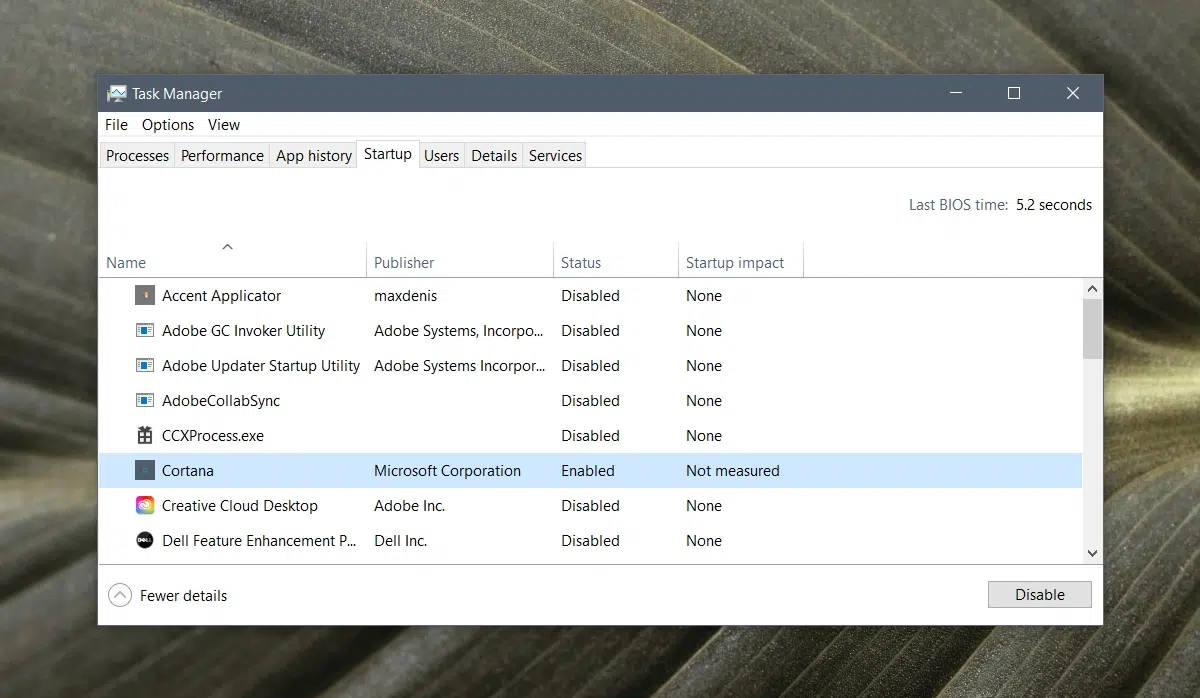 Task Manager
File Options View
Processes Performance App history Startup Users Details Services
Last BIOS time: 5.2 seconds
Name Publisher Status Startup impact
Accent Applicator maxdenis Disabled None
Adobe GC Invoker Utility Adobe Systems, Incorpo... Disabled None
Adobe Updater Startup Utility Adobe Systems Incorpor... Disabled None
AdobeCollabSync Disabled None
CCXProcess.exe Disabled None
Cortana Microsoft Corporation Enabled Not measured
Creative Cloud Desktop Adobe Inc. Disabled None
DELL Dell Feature Enhancement P... Dell Inc. Disabled None
Fewer details Disable